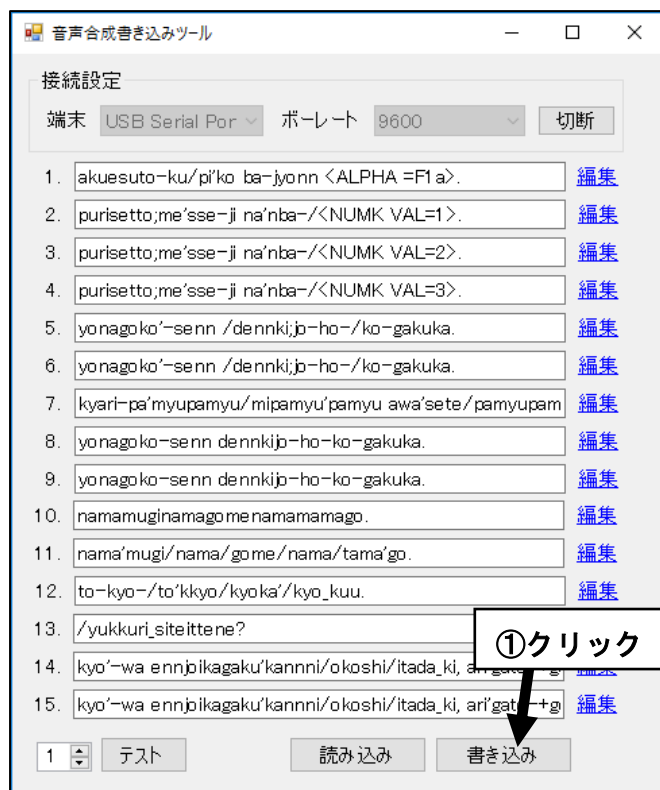 音声合成書き込みツール
接続設定
端末 USB Serial Por ボーレート 9600 切断
1. akuesuto-ku/pi'ko ba-jyonn <ALPHA =F1a>. 編集
2. purisetto;me'sse-ji na'nba-/<NUMK VAL=1>. 編集
3. purisetto;me'sse-ji na'nba-/<NUMK VAL=2>. 編集
4. purisetto;me'sse-ji na'nba-/<NUMK VAL=3>. 編集
5. yonagoko'-senn /dennki;jo-ho-/ko-gakuka. 編集
6. yonagoko'-senn /dennki;jo-ho-/ko-gakuka. 編集
7. kyari-pa'myupamyu/mipamyu'pamyu awa'sete/pamyupam 編集
8. yonagoko-senn dennkijo-ho-ko-gakuka. 編集
9. yonagoko-senn dennkijo-ho-ko-gakuka. 編集
10. namamuginamagomenamamamago. 編集
11. nama'mugi/nama/gome/nama/tama'go. 編集
12. to-kyo-/to'kkyo/kyoka'/kyo_kuu. 編集
13. /yukkuri_siteittene?
①クリック
14. kyo'-wa ennjoikagaku'kannni/okoshi/itada_ki, ari'gato-+g 編集
15. kyo'-wa ennjoikagaku'kannni/okoshi/itada_ki, ari'gato-+g 編集
1 テスト 読み込み 書き込み